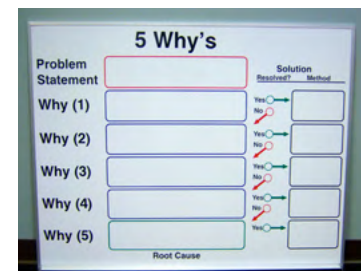 5 Why's
Problem
Statement
Solution
Resolved? Method
Why (1)
Yes
No
Why (2)
Yes
No
Why (3)
Yes
No
Why (4)
Yes
No
Why (5)
Yes
Root Cause